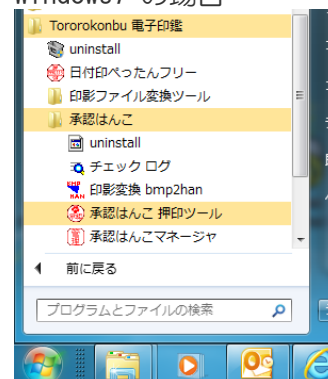 Windows7 の場合
Tororokonbu 電子印鑑
uninstall
日付印ぺったんフリー
印影ファイル変換ツール
承認はんこ
uninstall
チェック ログ
印影変換 bmp2han
承認はんこ 押印ツール
承認はんこマネージャ
前に戻る
プログラムとファイルの検索